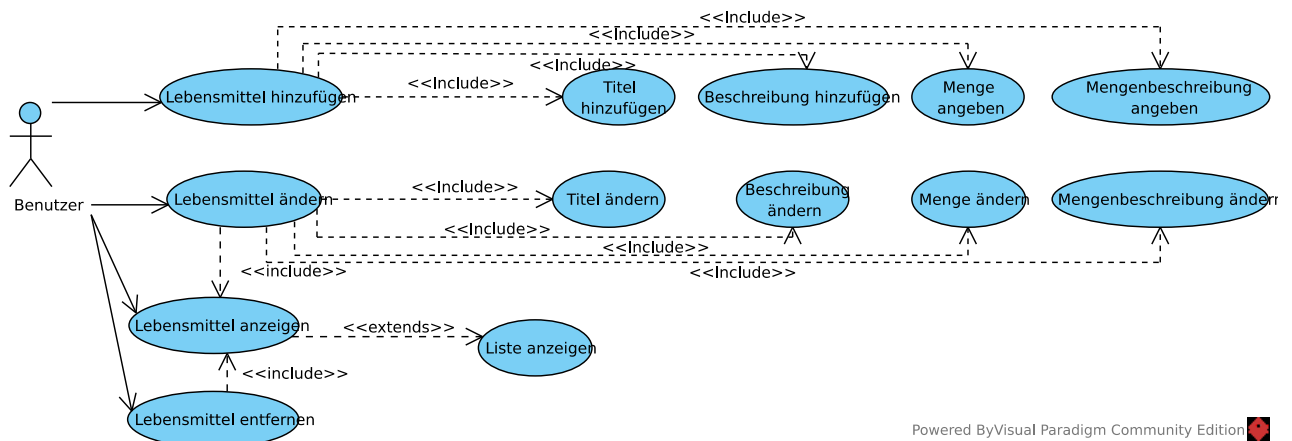 <<Include>>
<<Include>>
<<Include>>
<<Include>>
Lebensmittel hinzufügen
Titel
hinzufügen
Beschreibung hinzufügen
Menge
angeben
Mengenbeschreibung
angeben
Benutzer
Lebensmittel ändern
<<Include>>
Titel ändern
Beschreibung
ändern
Menge ändern
Mengenbeschreibung ändern
<<Include>>
<<Include>>
<<include>>
<<Include>>
Lebensmittel anzeigen
<<extends>>
Liste anzeigen
<<include>>
Lebensmittel entfernen
Powered ByVisual Paradigm Community Edition